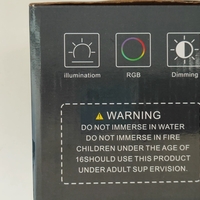 illuminatiom RGB Dimming
WARNING
DO NOT IMMERSE IN WATER
DO NOT IMMERSE IN FIRE
CHILDREN UNDER THE AGE OF
16SHOULD USE THIS PRODUCT
UNDER ADULT SUP ERVISION.